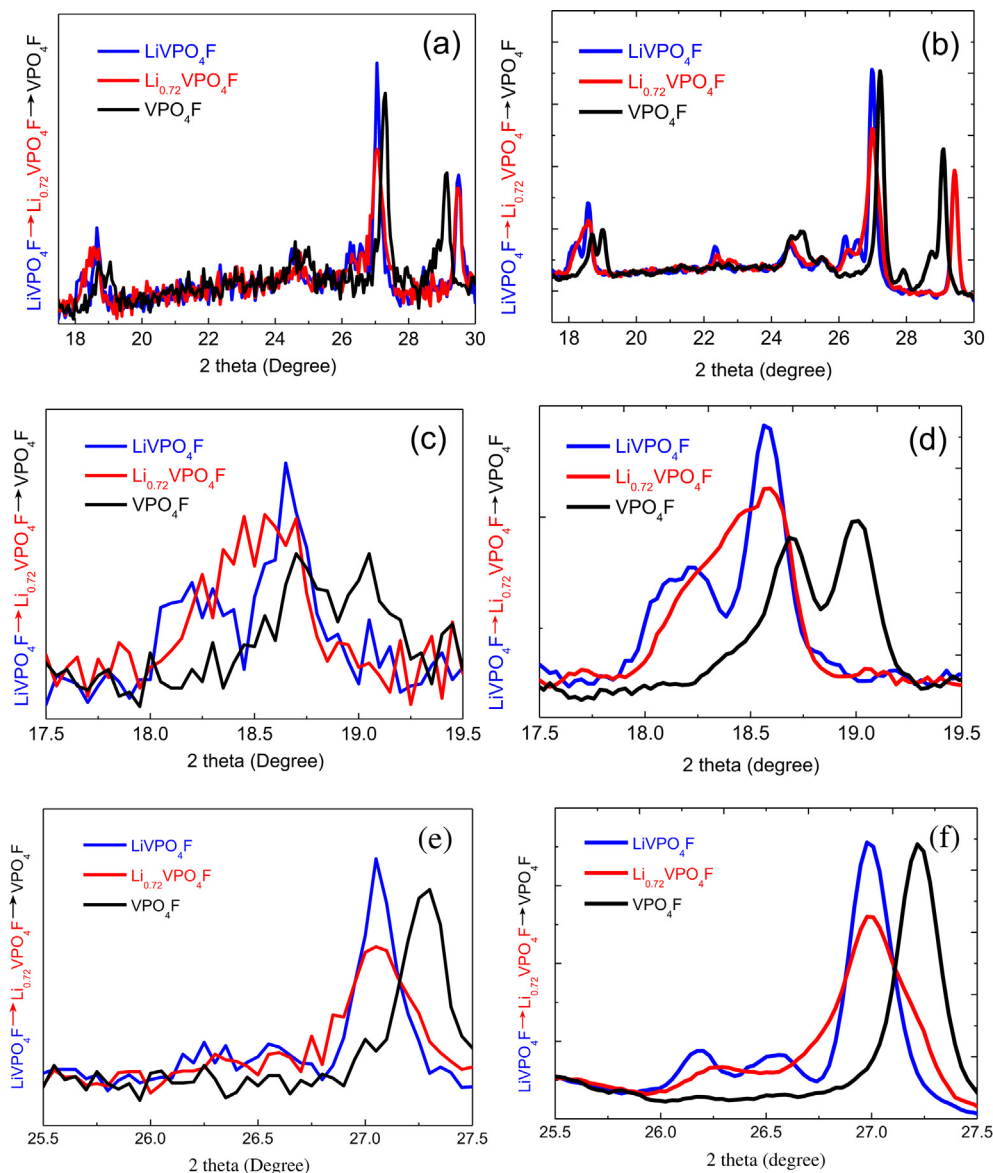 (a)
LiVPO₄F
Li₀.₇₂VPO₄F
VPO₄F
LiVPO₄F→Li₀.₇₂VPO₄F→VPO₄F
18 20 22 24 26 28 30
2 theta (Degree)
(b)
LiVPO₄F
Li₀.₇₂VPO₄F
VPO₄F
LiVPO₄F→Li₀.₇₂VPO₄F→VPO₄F
18 20 22 24 26 28 30
2 theta (degree)
(c)
LiVPO₄F
Li₀.₇₂VPO₄F
VPO₄F
LiVPO₄F→Li₀.₇₂VPO₄F→VPO₄F
17.5 18.0 18.5 19.0 19.5
2 theta (Degree)
(d)
LiVPO₄F
Li₀.₇₂VPO₄F
VPO₄F
LiVPO₄F→Li₀.₇₂VPO₄F→VPO₄F
17.5 18.0 18.5 19.0 19.5
2 theta (degree)
(e)
LiVPO₄F
Li₀.₇₂VPO₄F
VPO₄F
LiVPO₄F→Li₀.₇₂VPO₄F→VPO₄F
25.5 26.0 26.5 27.0 27.5
2 theta (Degree)
(f)
LiVPO₄F
Li₀.₇₂VPO₄F
VPO₄F
LiVPO₄F→Li₀.₇₂VPO₄F→VPO₄F
25.5 26.0 26.5 27.0 27.5
2 theta (degree)